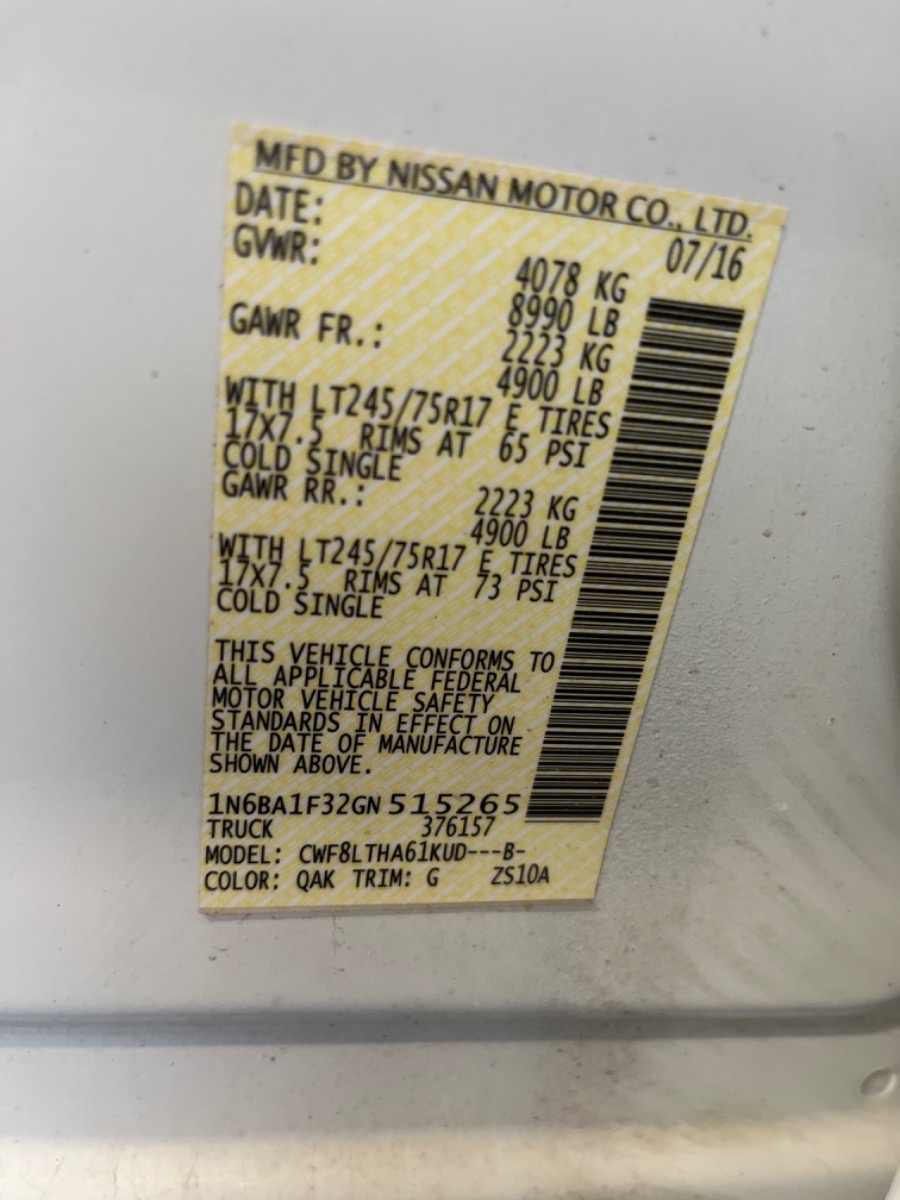 MFD BY NISSAN MOTOR CO., LTD.
DATE: 07/16
GVWR: 4078 KG
8990 LB
GAWR FR.: 2223 KG
4900 LB
WITH LT245/75R17 E TIRES
17X7.5 RIMS AT 65 PSI
COLD SINGLE
GAWR RR.: 2223 KG
4900 LB
WITH LT245/75R17 E TIRES
17X7.5 RIMS AT 73 PSI
COLD SINGLE
THIS VEHICLE CONFORMS TO
ALL APPLICABLE FEDERAL
MOTOR VEHICLE SAFETY
STANDARDS IN EFFECT ON
THE DATE OF MANUFACTURE
SHOWN ABOVE.
1N6BA1F32GN515265
TRUCK 376157
MODEL: CWF8LTHA61KUD---B-
COLOR: QAK TRIM: G ZS10A